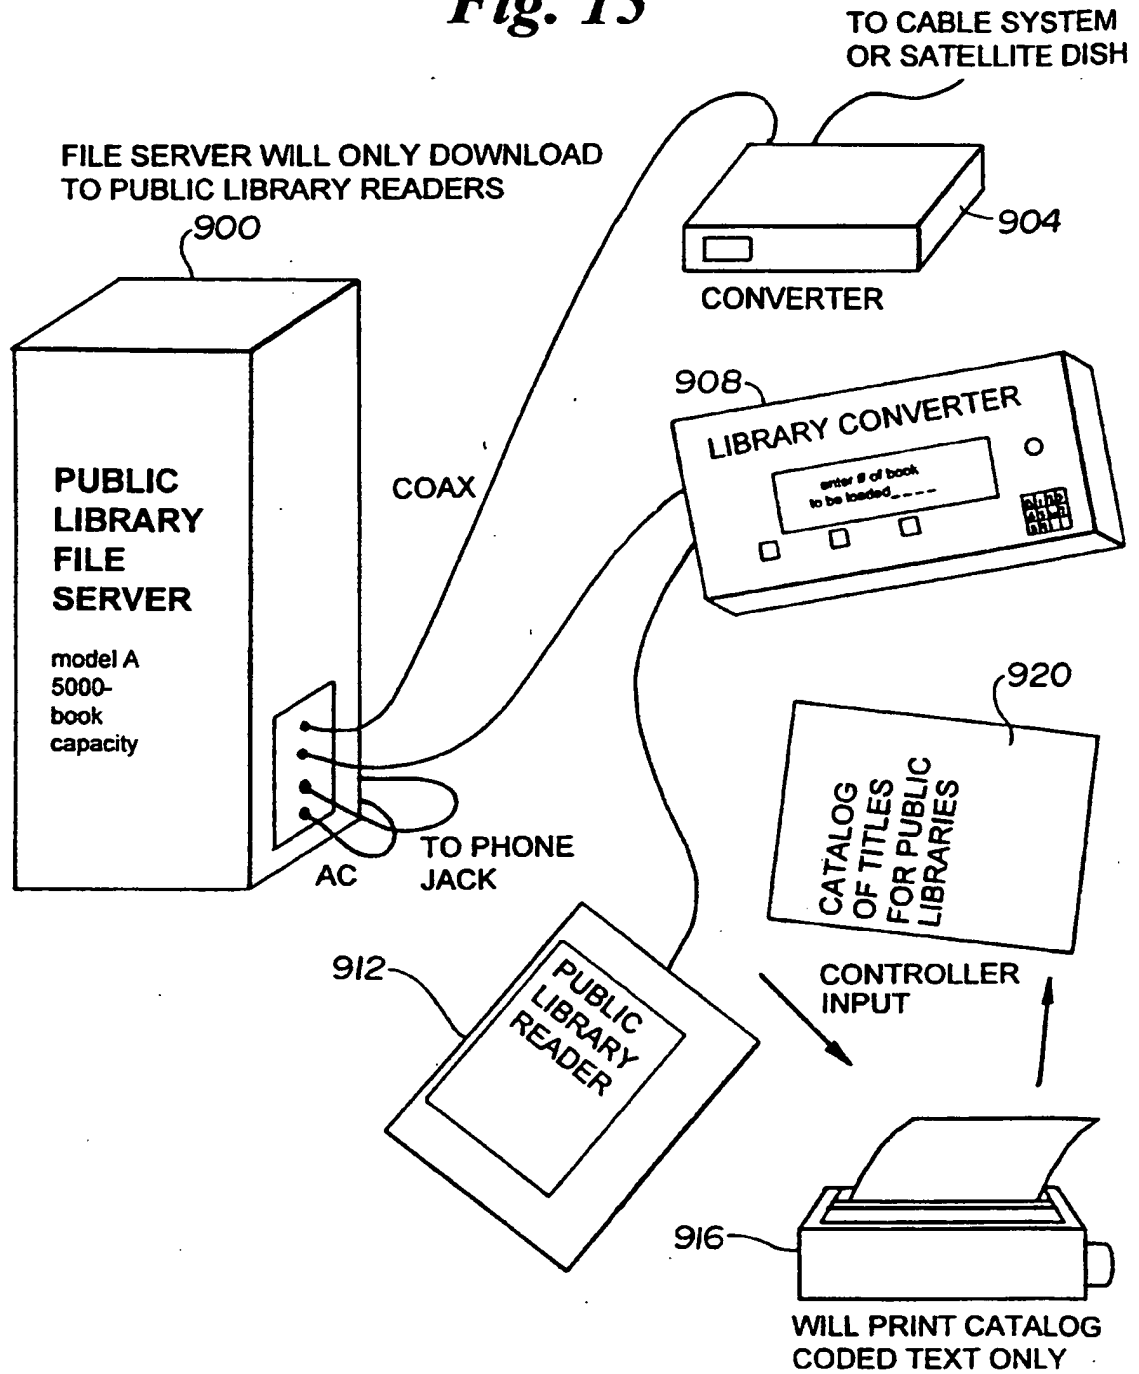 Fig. 15
TO CABLE SYSTEM
OR SATELLITE DISH
FILE SERVER WILL ONLY DOWNLOAD
TO PUBLIC LIBRARY READERS
900
904
CONVERTER
908
LIBRARY CONVERTER
enter # of book
to be loaded_ _ _ _
COAX
PUBLIC
LIBRARY
FILE
SERVER
model A
5000-
book
capacity
920
CATALOG
OF TITLES
FOR PUBLIC
LIBRARIES
AC
TO PHONE
JACK
912
PUBLIC
LIBRARY
READER
CONTROLLER
INPUT
916
WILL PRINT CATALOG
CODED TEXT ONLY